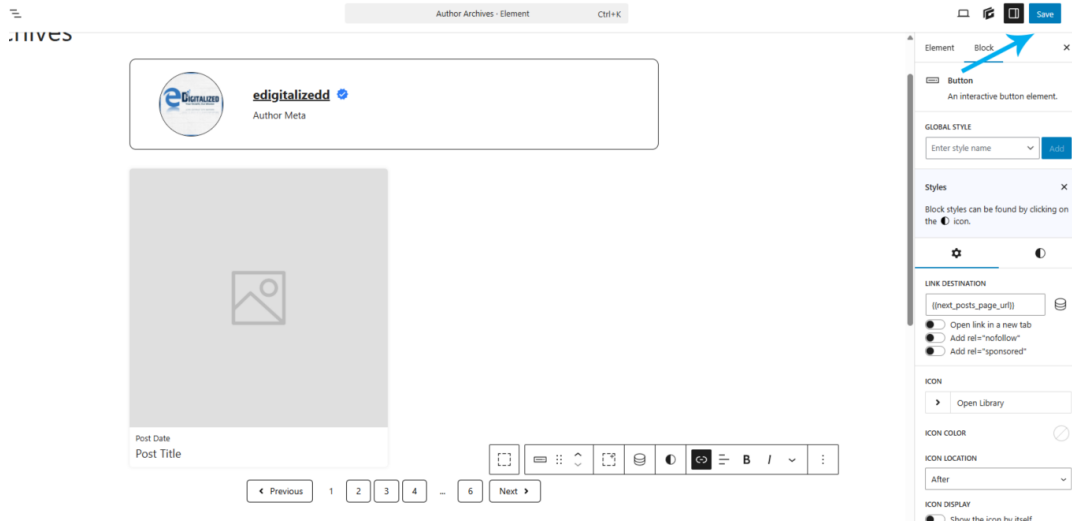 Author Archives · Element
Ctrl+K
Save
chives
eDIGITALIZED
edigitalizedd
Author Meta
Post Date
Post Title
Previous
1
2
3
4
...
6
Next
B
I
Element
Block
Button
An interactive button element.
GLOBAL STYLE
Enter style name
Add
Styles
Block styles can be found by clicking on
the icon.
LINK DESTINATION
{{next_posts_page_url}}
Open link in a new tab
Add rel="nofollow"
Add rel="sponsored"
ICON
Open Library
ICON COLOR
ICON LOCATION
After
ICON DISPLAY
Show the icon by itself